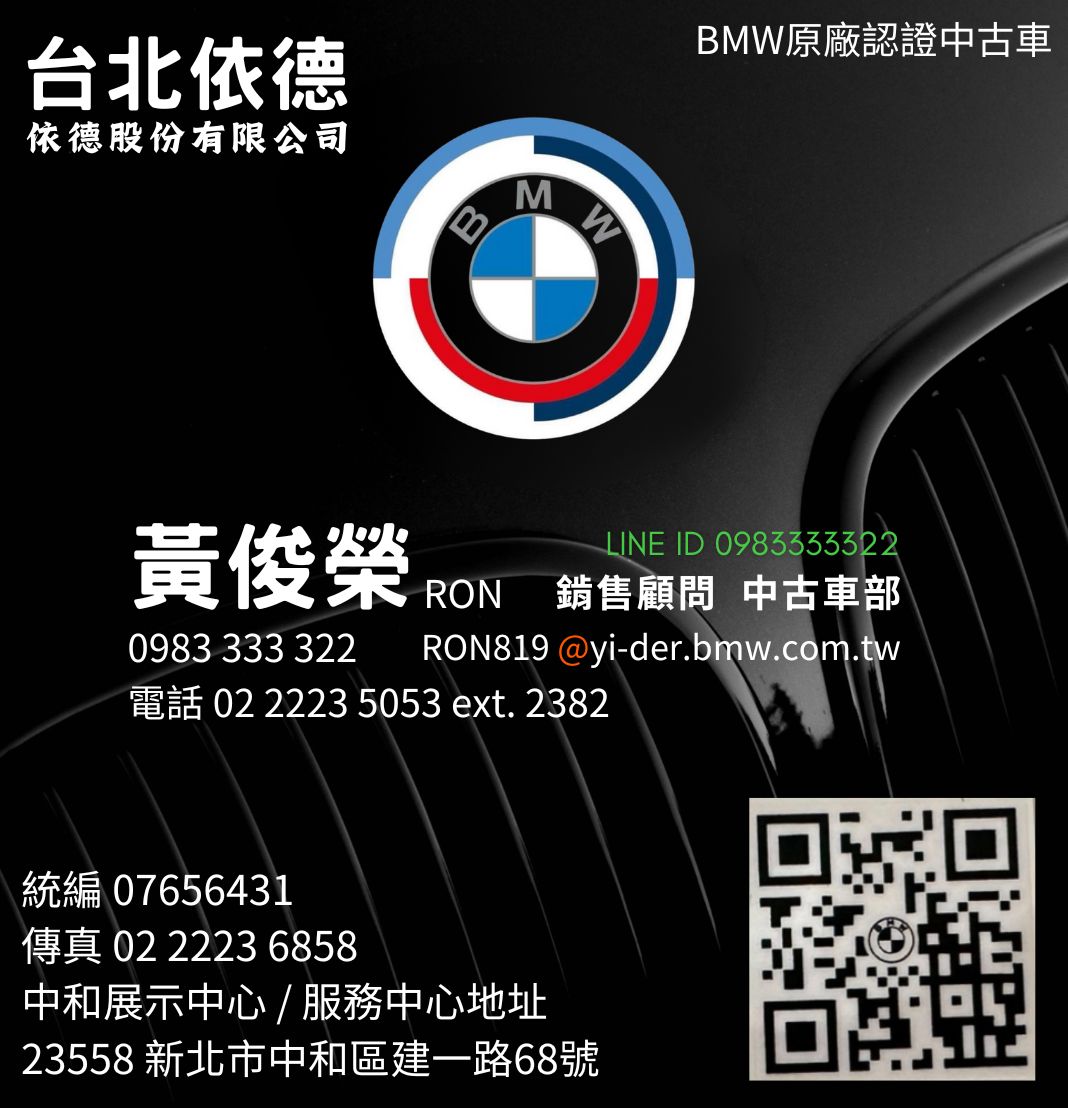 台北依德
依德股份有限公司
BMW原廠認證中古車
BMW
LINE ID 0983333322
黃俊榮 RON 銷售顧問 中古車部
0983 333 322 RON819 @yi-der.bmw.com.tw
電話 02 2223 5053 ext. 2382
統編 07656431
傳真 02 2223 6858
中和展示中心 / 服務中心地址
23558 新北市中和區建一路68號
BMW